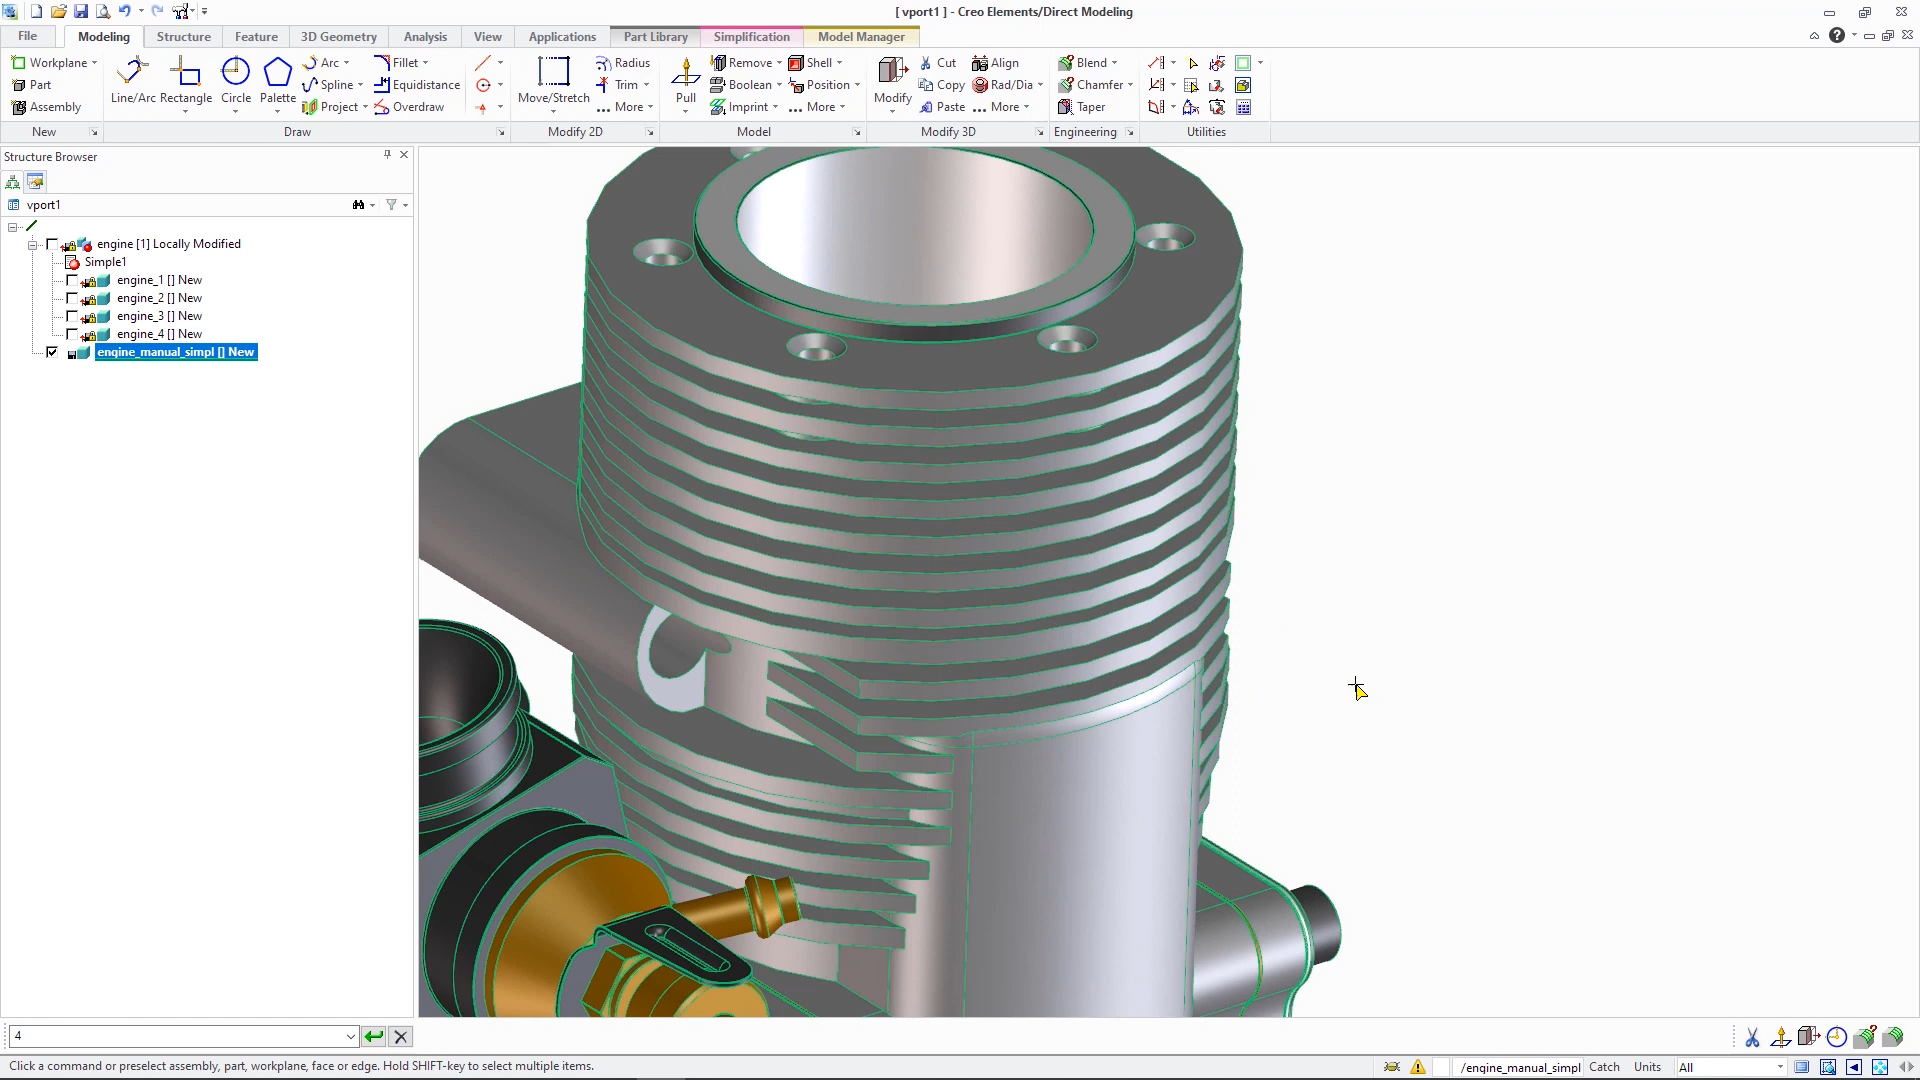 [ vport1 ] - Creo Elements/Direct Modeling
File Modeling Structure Feature 3D Geometry Analysis View Applications Part Library Simplification Model Manager
Workplane Arc Fillet Radius Remove Shell Cut Align Blend
Part Line/Arc Rectangle Circle Palette Spline Equidistance Move/Stretch Trim Pull Boolean Position Modify Copy Rad/Dia Chamfer
Assembly Project Overdraw ... More Imprint ... More Paste ... More Taper
New Draw Modify 2D Model Modify 3D Engineering Utilities
Structure Browser
vport1
engine [1] Locally Modified
Simple1
engine_1 [] New
engine_2 [] New
engine_3 [] New
engine_4 [] New
engine_manual_simpl [] New
4
Click a command or preselect assembly, part, workplane, face or edge. Hold SHIFT-key to select multiple items. /engine_manual_simpl Catch Units All